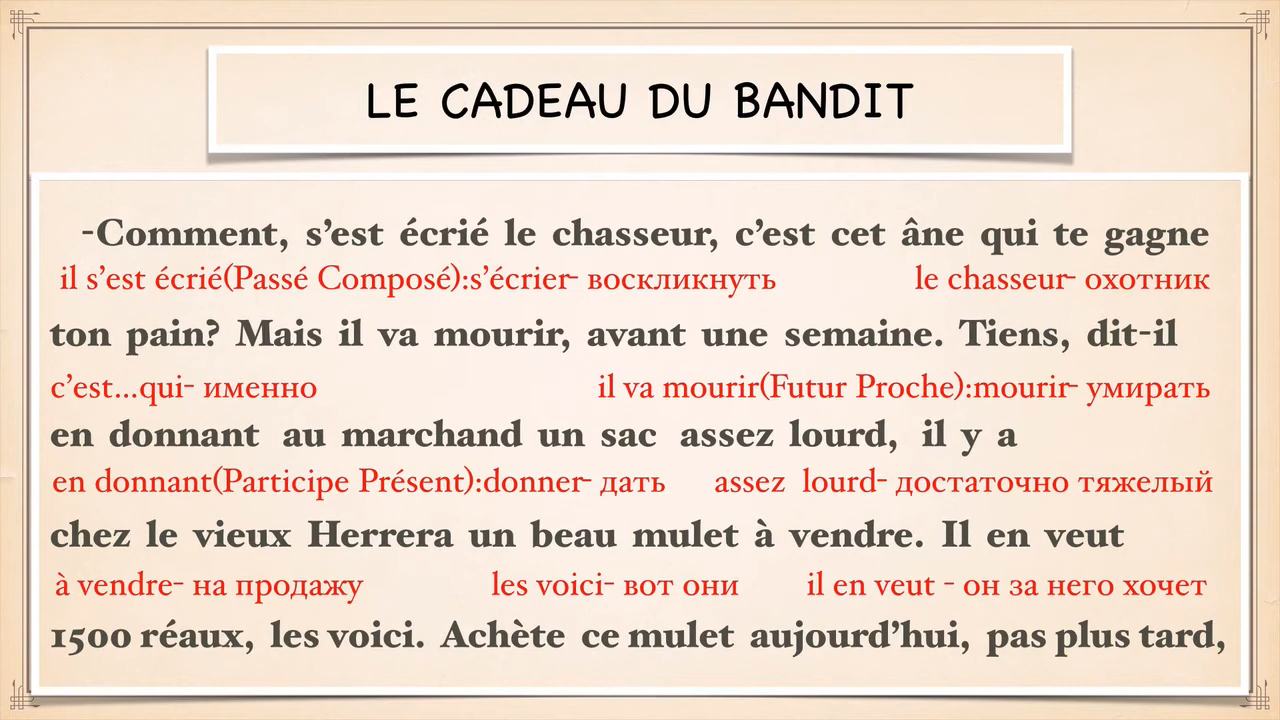 LE CADEAU DU BANDIT
-Comment, s’est écrié le chasseur, c’est cet âne qui te gagne
il s’est écrié(Passé Composé):s’écrier- воскликнуть le chasseur- охотник
ton pain? Mais il va mourir, avant une semaine. Tiens, dit-il
c’est...qui- именно il va mourir(Futur Proche):mourir- умирать
en donnant au marchand un sac assez lourd, il y a
en donnant(Participe Présent):donner- дать assez lourd- достаточно тяжелый
chez le vieux Herrera un beau mulet à vendre. Il en veut
à vendre- на продажу les voici- вот они il en veut - он за него хочет
1500 réaux, les voici. Achète ce mulet aujourd’hui, pas plus tard,